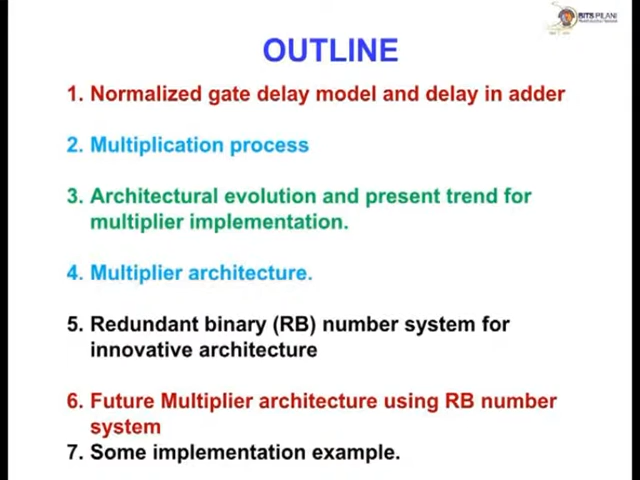 BITS PILANI
OUTLINE
1. Normalized gate delay model and delay in adder
2. Multiplication process
3. Architectural evolution and present trend for
multiplier implementation.
4. Multiplier architecture.
5. Redundant binary (RB) number system for
innovative architecture
6. Future Multiplier architecture using RB number
system
7. Some implementation example.